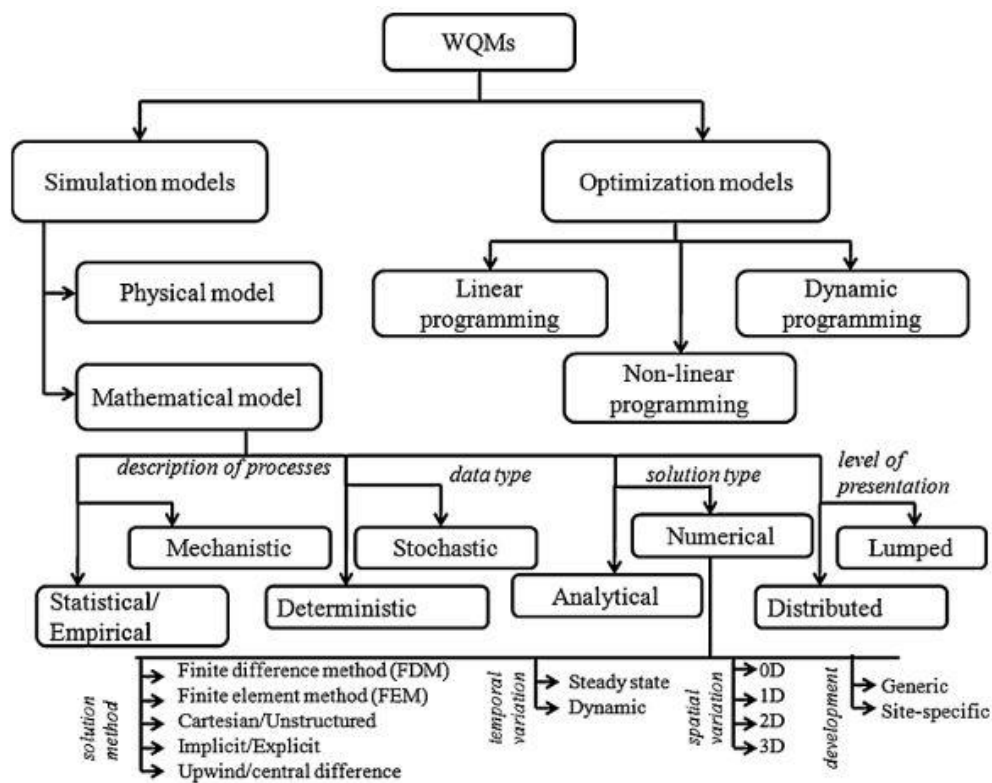 WQMs
Simulation models
Optimization models
Physical model
Linear
programming
Dynamic
programming
Non-linear
programming
Mathematical model
description of processes
data type
solution type
level of
presentation
Mechanistic
Stochastic
Numerical
Lumped
Statistical/
Empirical
Deterministic
Analytical
Distributed
solution
method
Finite difference method (FDM)
Finite element method (FEM)
Cartesian/Unstructured
Implicit/Explicit
Upwind/central difference
temporal
variation
Steady state
Dynamic
spatial
variation
0D
1D
2D
3D
development
Generic
Site-specific